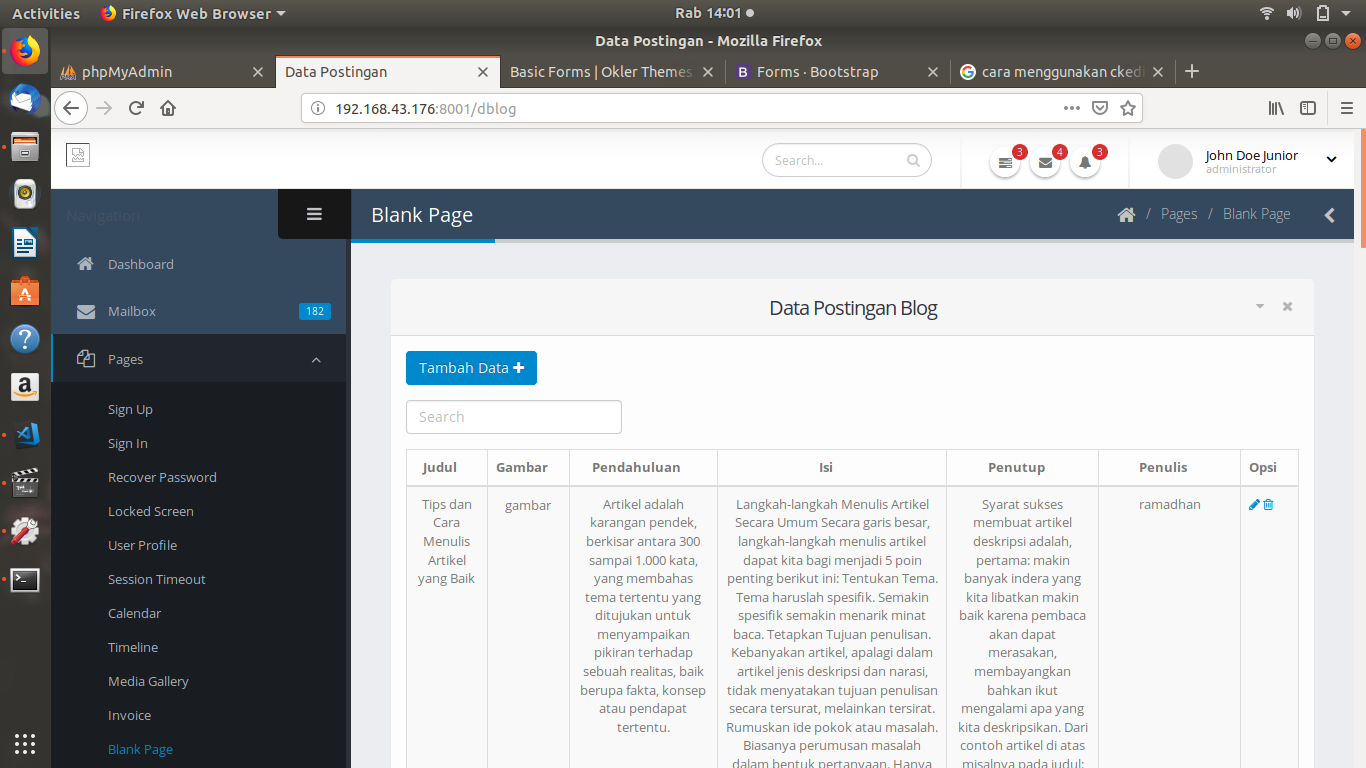 Activities
Firefox Web Browser
Rab 14:01
Data Postingan - Mozilla Firefox
phpMyAdmin
Data Postingan
Basic Forms | Okler Themes
Forms · Bootstrap
cara menggunakan ckedi
192.168.43.176:8001/dblog
Search...
3
4
3
John Doe Junior
administrator
Navigation
Blank Page
/ Pages / Blank Page
Dashboard
Mailbox
182
Pages
Sign Up
Sign In
Recover Password
Locked Screen
User Profile
Session Timeout
Calendar
Timeline
Media Gallery
Invoice
Blank Page
Data Postingan Blog
Tambah Data
Search
Judul
Gambar
Pendahuluan
Isi
Penutup
Penulis
Opsi
Tips dan
Cara
Menulis
Artikel
yang Baik
gambar
Artikel adalah
karangan pendek,
berkisar antara 300
sampai 1.000 kata,
yang membahas
tema tertentu yang
ditujukan untuk
menyampaikan
pikiran terhadap
sebuah realitas, baik
berupa fakta, konsep
atau pendapat
tertentu.
Langkah-langkah Menulis Artikel
Secara Umum Secara garis besar,
langkah-langkah menulis artikel
dapat kita bagi menjadi 5 poin
penting berikut ini: Tentukan Tema.
Tema haruslah spesifik. Semakin
spesifik semakin menarik minat
baca. Tetapkan Tujuan penulisan.
Kebanyakan artikel, apalagi dalam
artikel jenis deskripsi dan narasi,
tidak menyatakan tujuan penulisan
secara tersurat, melainkan tersirat.
Rumuskan ide pokok atau masalah.
Biasanya perumusan masalah
dalam bentuk pertanyaan. Hanya
Syarat sukses
membuat artikel
deskripsi adalah,
pertama: makin
banyak indera yang
kita libatkan makin
baik karena pembaca
akan dapat
merasakan,
membayangkan
bahkan ikut
mengalami apa yang
kita deskripsikan. Dari
contoh artikel di atas
misalnya pada judul:
ramadhan